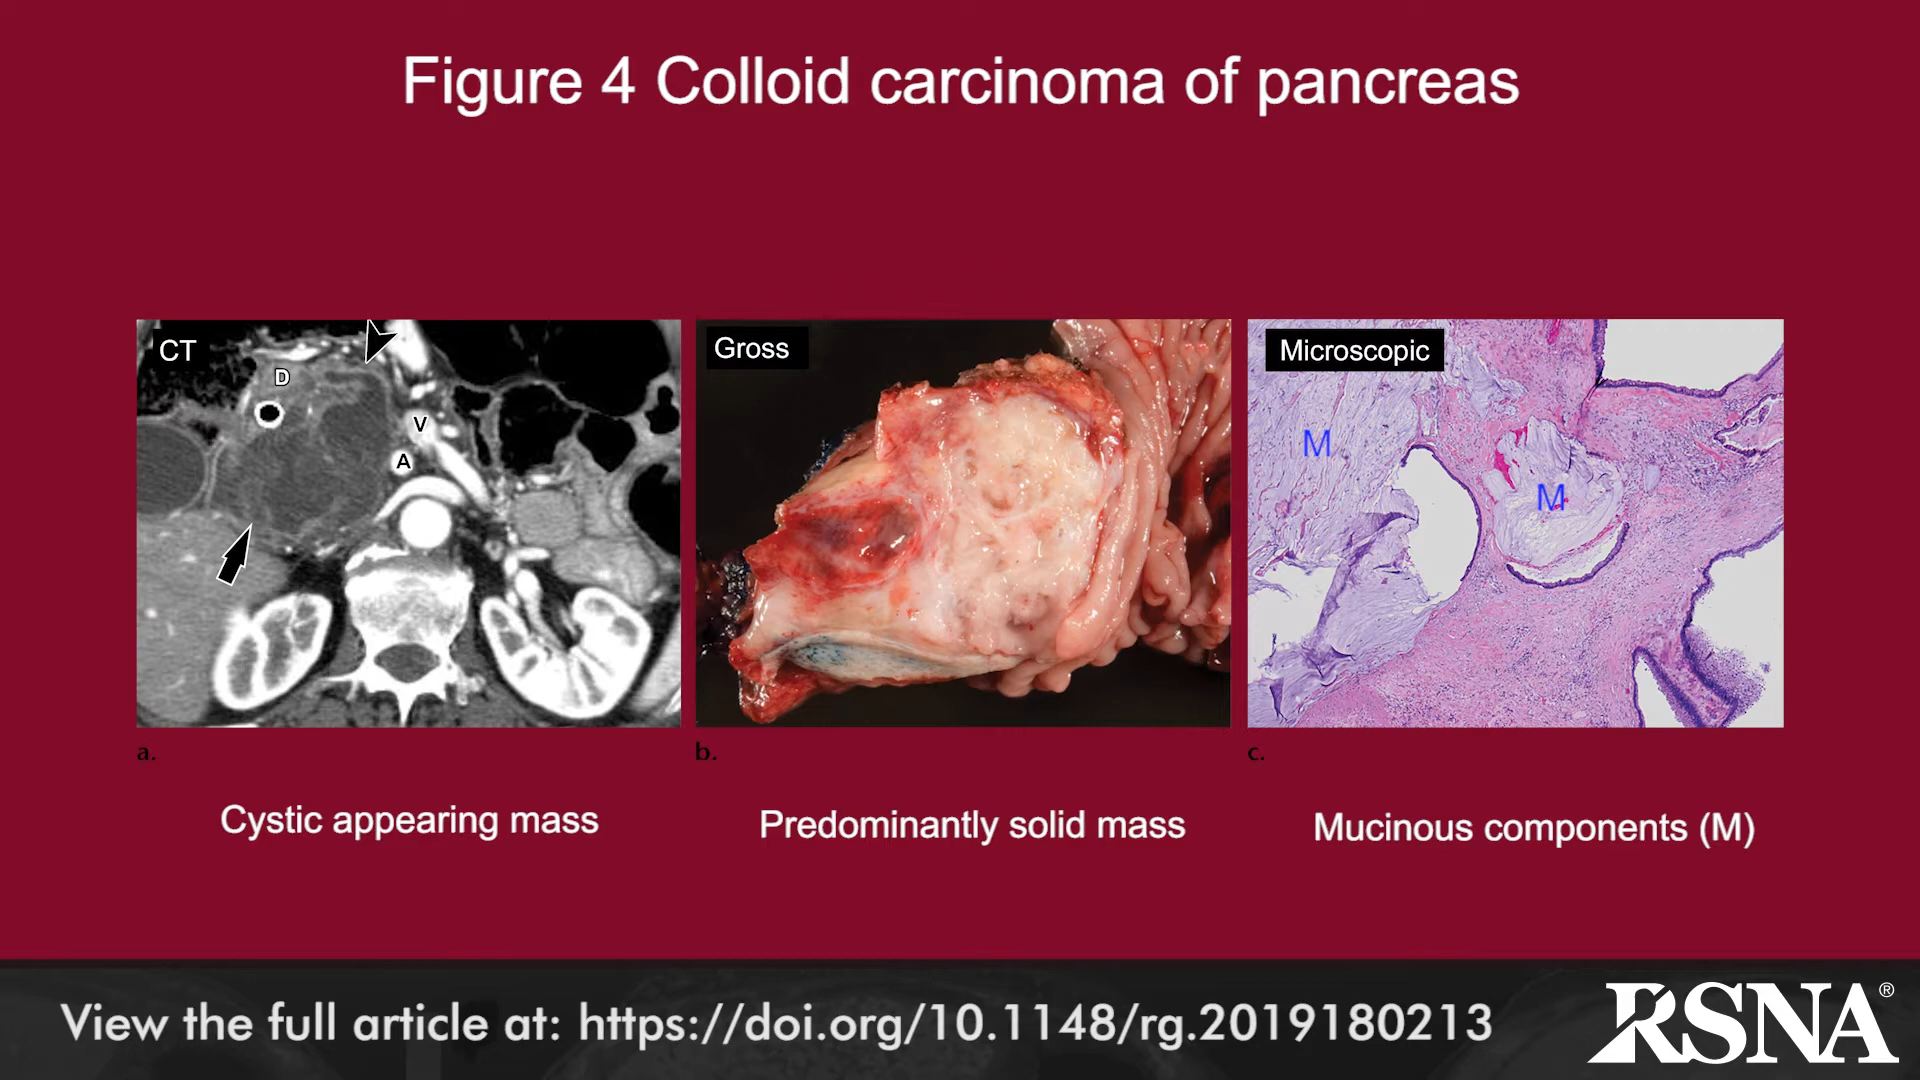 Figure 4 Colloid carcinoma of pancreas
CT
D
V
A
Gross
Microscopic
M
M
a.
b.
c.
Cystic appearing mass
Predominantly solid mass
Mucinous components (M)
View the full article at: https://doi.org/10.1148/rg.2019180213
RSNA®